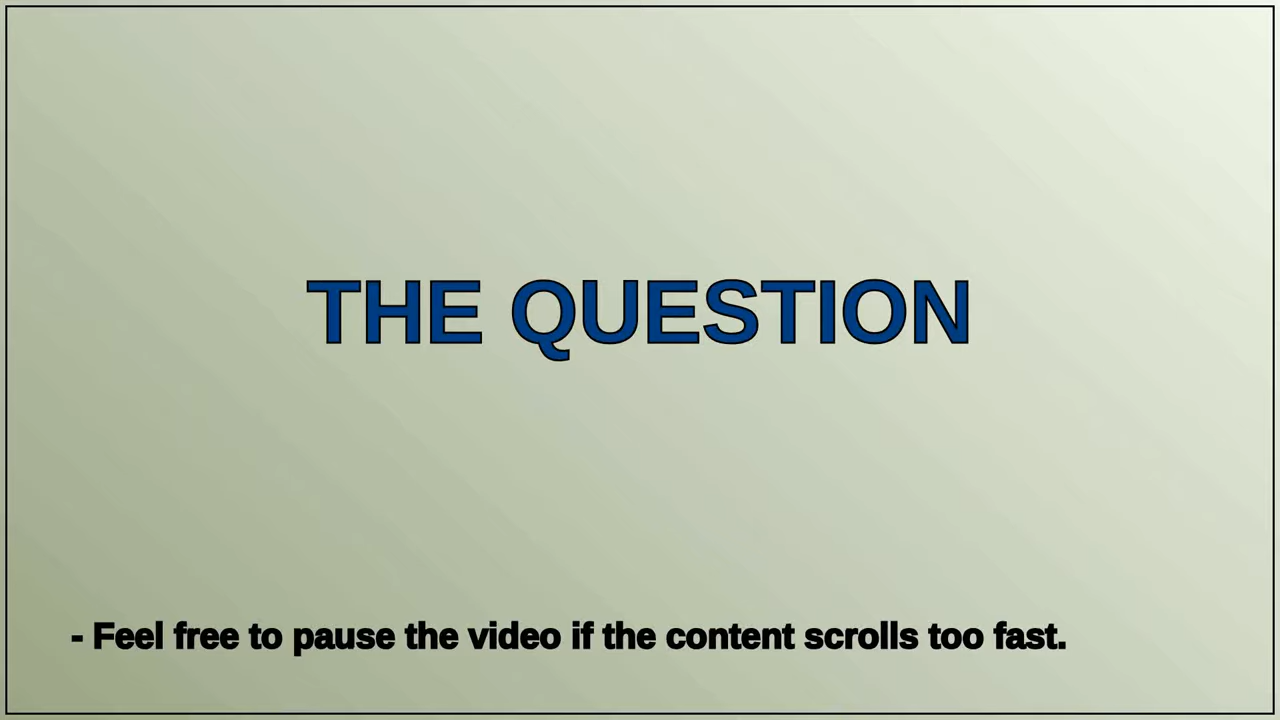 THE QUESTION
- Feel free to pause the video if the content scrolls too fast.